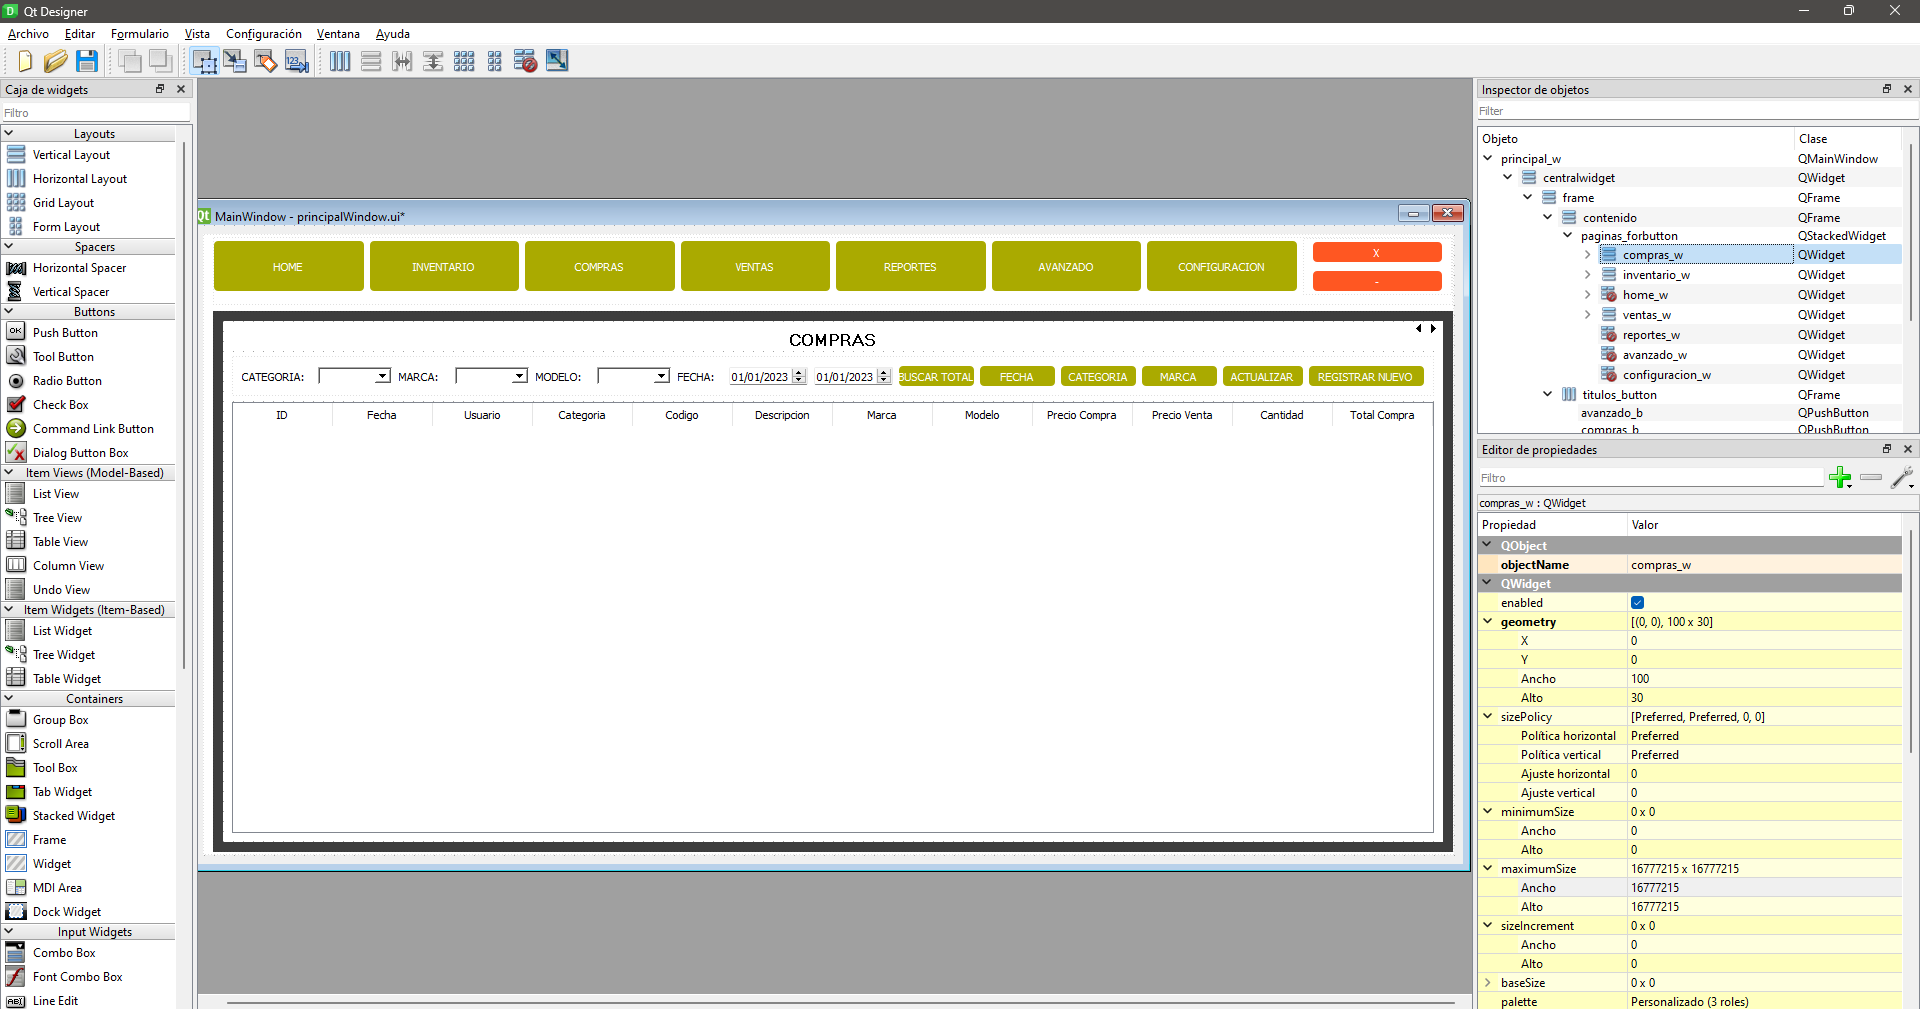 Qt Designer
Archivo Editar Formulario Vista Configuración Ventana Ayuda
Caja de widgets
Filtro
Layouts
Vertical Layout
Horizontal Layout
Grid Layout
Form Layout
Spacers
Horizontal Spacer
Vertical Spacer
Buttons
Push Button
Tool Button
Radio Button
Check Box
Command Link Button
Dialog Button Box
Item Views (Model-Based)
List View
Tree View
Table View
Column View
Undo View
Item Widgets (Item-Based)
List Widget
Tree Widget
Table Widget
Containers
Group Box
Scroll Area
Tool Box
Tab Widget
Stacked Widget
Frame
Widget
MDI Area
Dock Widget
Input Widgets
Combo Box
Font Combo Box
Line Edit
MainWindow - principalWindow.ui*
HOME INVENTARIO COMPRAS VENTAS REPORTES AVANZADO CONFIGURACION X
-
COMPRAS
CATEGORIA: MARCA: MODELO: FECHA: 01/01/2023 01/01/2023 BUSCAR TOTAL FECHA CATEGORIA MARCA ACTUALIZAR REGISTRAR NUEVO
ID Fecha Usuario Categoria Codigo Descripcion Marca Modelo Precio Compra Precio Venta Cantidad Total Compra
Inspector de objetos
Filter
Objeto Clase
principal_w QMainWindow
centralwidget QWidget
frame QFrame
contenido QFrame
paginas_forbutton QStackedWidget
compras_w QWidget
inventario_w QWidget
home_w QWidget
ventas_w QWidget
reportes_w QWidget
avanzado_w QWidget
configuracion_w QWidget
titulos_button QFrame
avanzado_b QPushButton
compras_b QPushButton
Editor de propiedades
Filtro
compras_w : QWidget
Propiedad Valor
QObject
objectName compras_w
QWidget
enabled
geometry [(0, 0), 100 x 30]
X 0
Y 0
Ancho 100
Alto 30
sizePolicy [Preferred, Preferred, 0, 0]
Política horizontal Preferred
Política vertical Preferred
Ajuste horizontal 0
Ajuste vertical 0
minimumSize 0 x 0
Ancho 0
Alto 0
maximumSize 16777215 x 16777215
Ancho 16777215
Alto 16777215
sizeIncrement 0 x 0
Ancho 0
Alto 0
baseSize 0 x 0
palette Personalizado (3 roles)